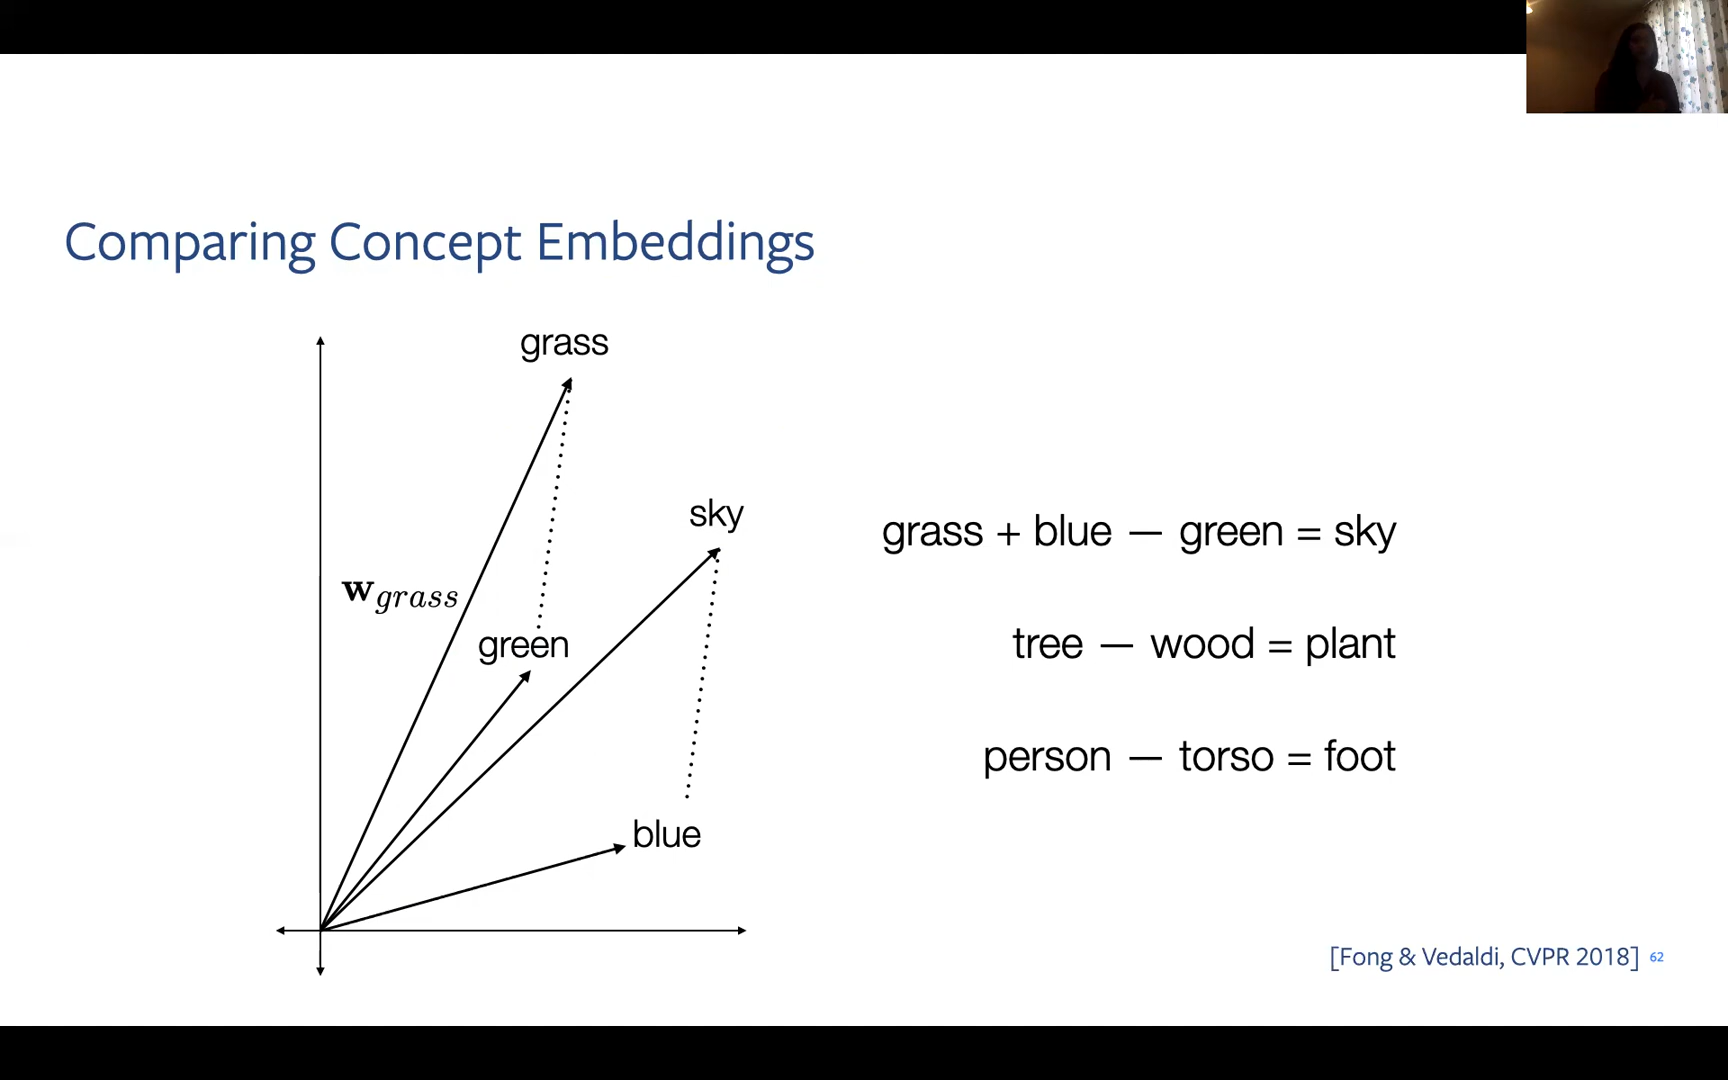 Comparing Concept Embeddings
grass
sky
w_grass
green
blue
grass + blue — green = sky
tree — wood = plant
person — torso = foot
[Fong & Vedaldi, CVPR 2018] 62